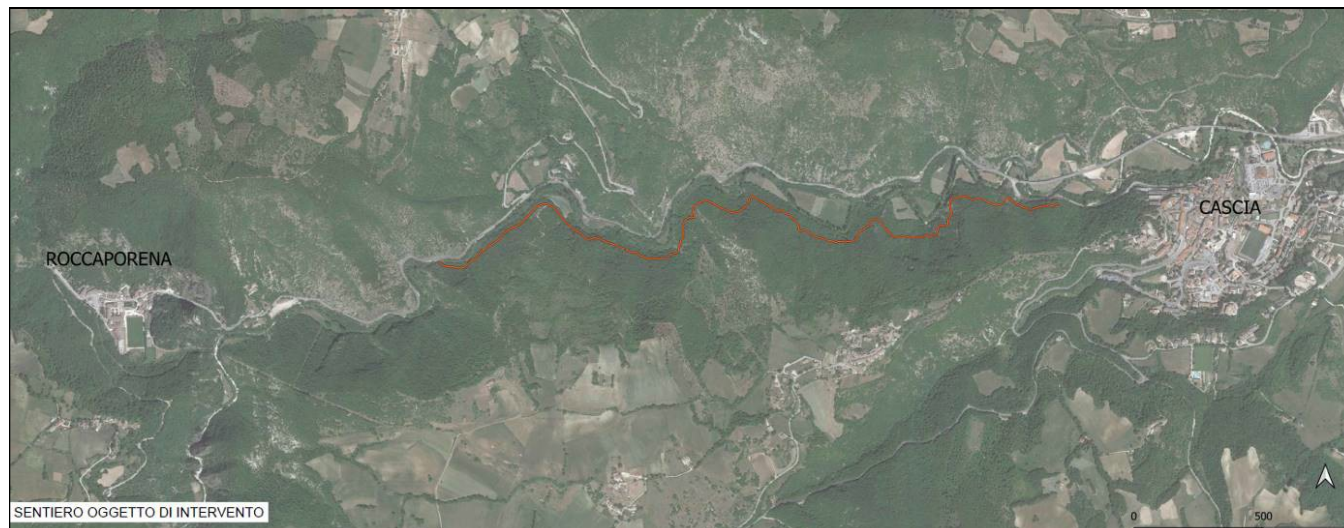 CASCIA
ROCCAPORENA
SENTIERO OGGETTO DI INTERVENTO
0 500